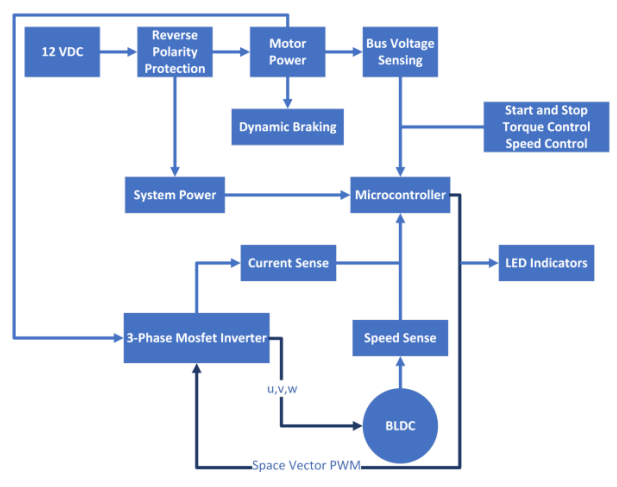 12 VDC
Reverse
Polarity
Protection
Motor
Power
Bus Voltage
Sensing
Dynamic Braking
Start and Stop
Torque Control
Speed Control
System Power
Microcontroller
Current Sense
LED Indicators
3-Phase Mosfet Inverter
Speed Sense
u,v,w
BLDC
Space Vector PWM